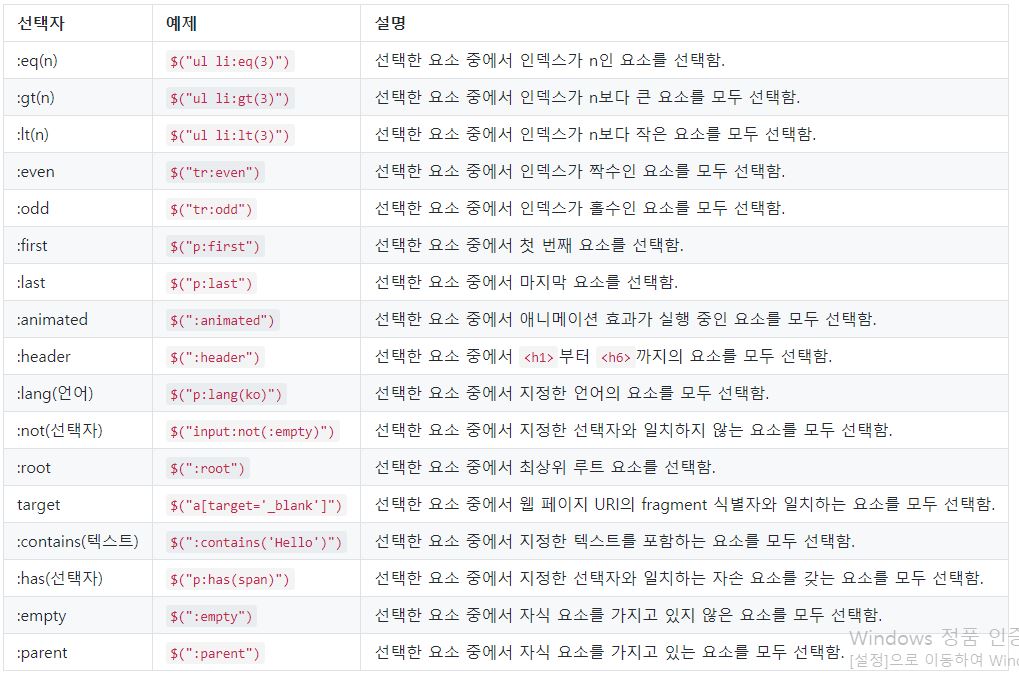 선택자 예제 설명
:eq(n) $("ul li:eq(3)") 선택한 요소 중에서 인덱스가 n인 요소를 선택함.
:gt(n) $("ul li:gt(3)") 선택한 요소 중에서 인덱스가 n보다 큰 요소를 모두 선택함.
:lt(n) $("ul li:lt(3)") 선택한 요소 중에서 인덱스가 n보다 작은 요소를 모두 선택함.
:even $("tr:even") 선택한 요소 중에서 인덱스가 짝수인 요소를 모두 선택함.
:odd $("tr:odd") 선택한 요소 중에서 인덱스가 홀수인 요소를 모두 선택함.
:first $("p:first") 선택한 요소 중에서 첫 번째 요소를 선택함.
:last $("p:last") 선택한 요소 중에서 마지막 요소를 선택함.
:animated $(":animated") 선택한 요소 중에서 애니메이션 효과가 실행 중인 요소를 모두 선택함.
:header $(":header") 선택한 요소 중에서 <h1>부터 <h6>까지의 요소를 모두 선택함.
:lang(언어) $("p:lang(ko)") 선택한 요소 중에서 지정한 언어의 요소를 모두 선택함.
:not(선택자) $("input:not(:empty)") 선택한 요소 중에서 지정한 선택자와 일치하지 않는 요소를 모두 선택함.
:root $(":root") 선택한 요소 중에서 최상위 루트 요소를 선택함.
target $("a[target='_blank']") 선택한 요소 중에서 웹 페이지 URI의 fragment 식별자와 일치하는 요소를 모두 선택함.
:contains(텍스트) $(":contains('Hello')") 선택한 요소 중에서 지정한 텍스트를 포함하는 요소를 모두 선택함.
:has(선택자) $("p:has(span)") 선택한 요소 중에서 지정한 선택자와 일치하는 자손 요소를 갖는 요소를 모두 선택함.
:empty $(":empty") 선택한 요소 중에서 자식 요소를 가지고 있지 않은 요소를 모두 선택함.
:parent $(":parent") 선택한 요소 중에서 자식 요소를 가지고 있는 요소를 모두 선택함.
Windows 정품 인증
[설정]으로 이동하여 Win